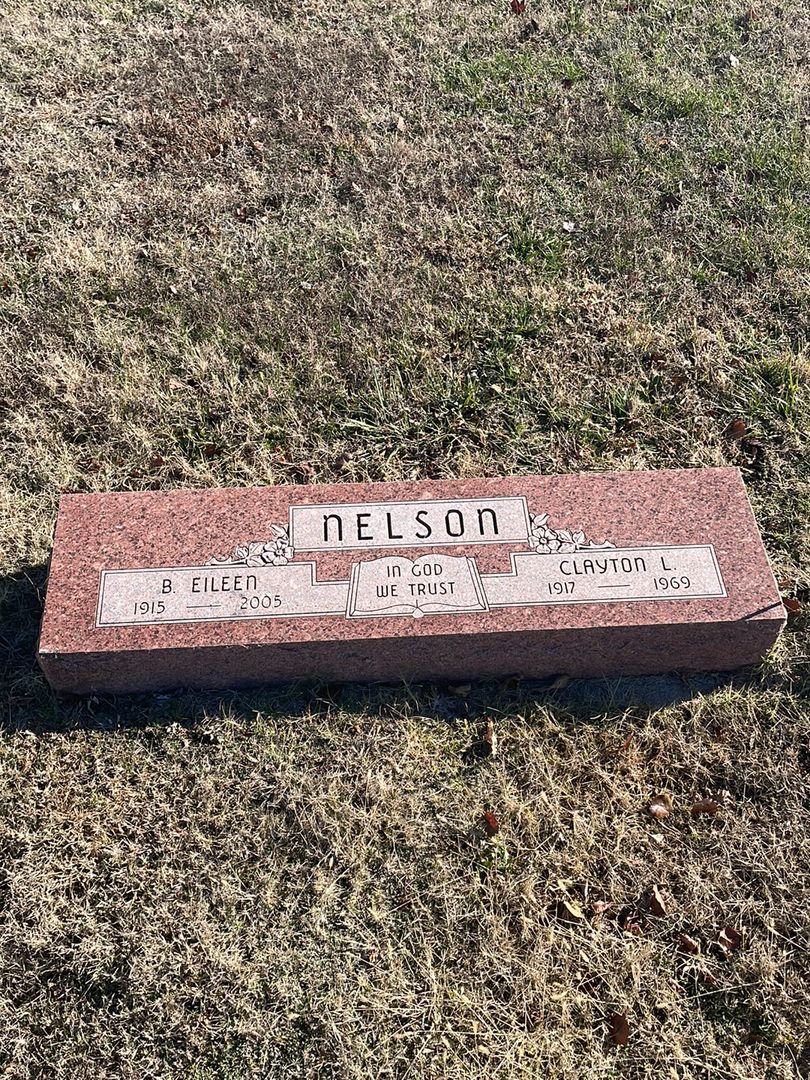 NELSON
B. EILEEN
1915 — 2005
IN GOD
WE TRUST
CLAYTON L.
1917 — 1969